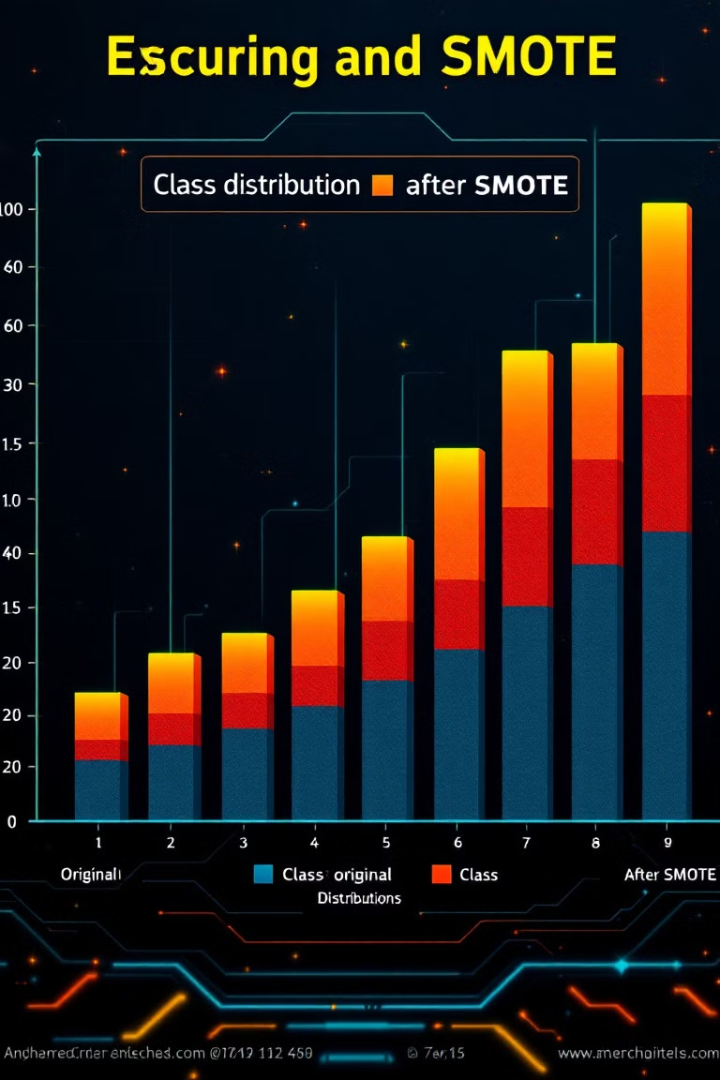 Escuring and SMOTE
Class distribution after SMOTE
100
60
60
30
1.5
1.0
40
15
20
20
20
0
1 2 3 4 5 6 7 8 9
Original Class original Class After SMOTE
Distributions